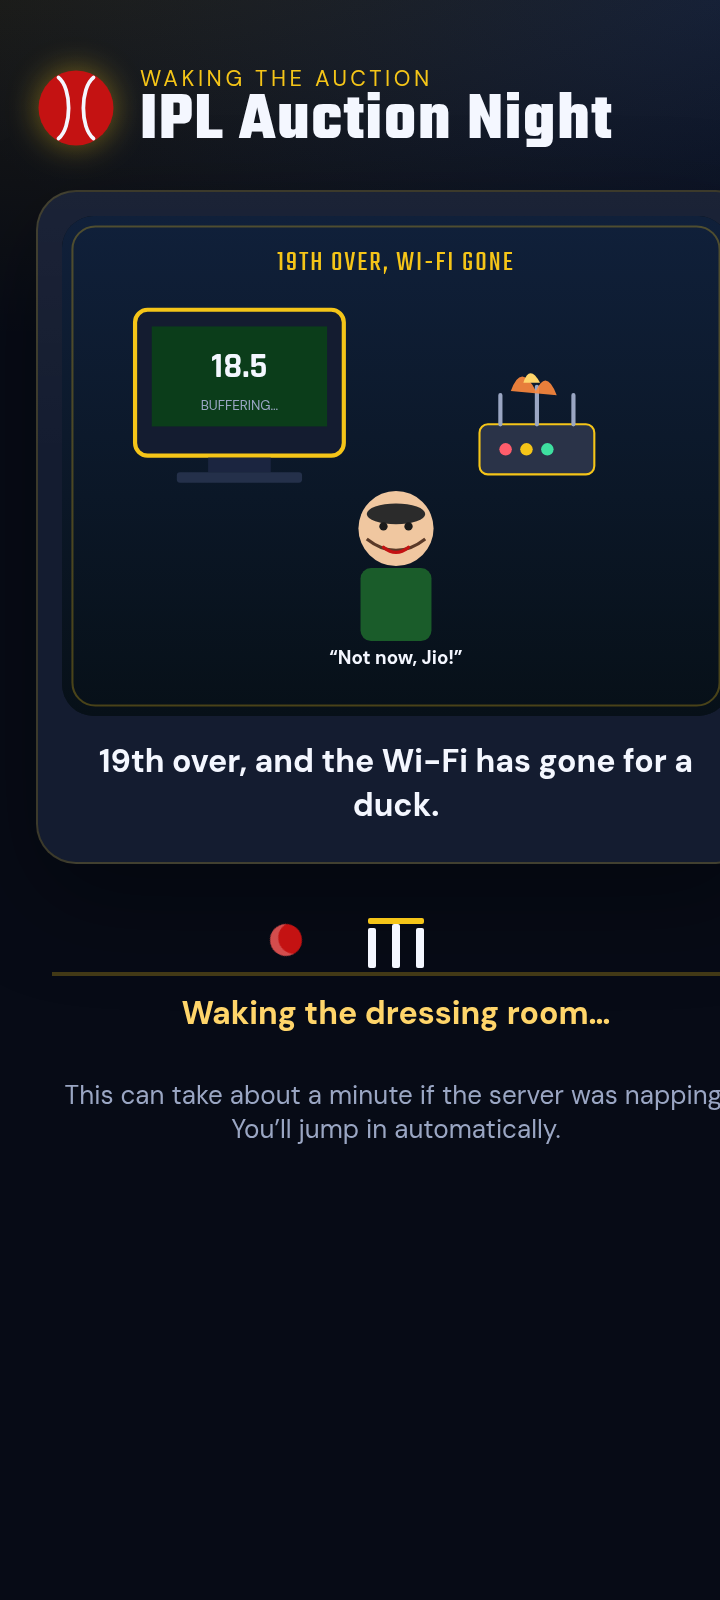 WAKING THE AUCTION
IPL Auction Night
19TH OVER, WI-FI GONE
18.5
BUFFERING…
“Not now, Jio!”
19th over, and the Wi-Fi has gone for a
duck.
Waking the dressing room…
This can take about a minute if the server was napping
You’ll jump in automatically.